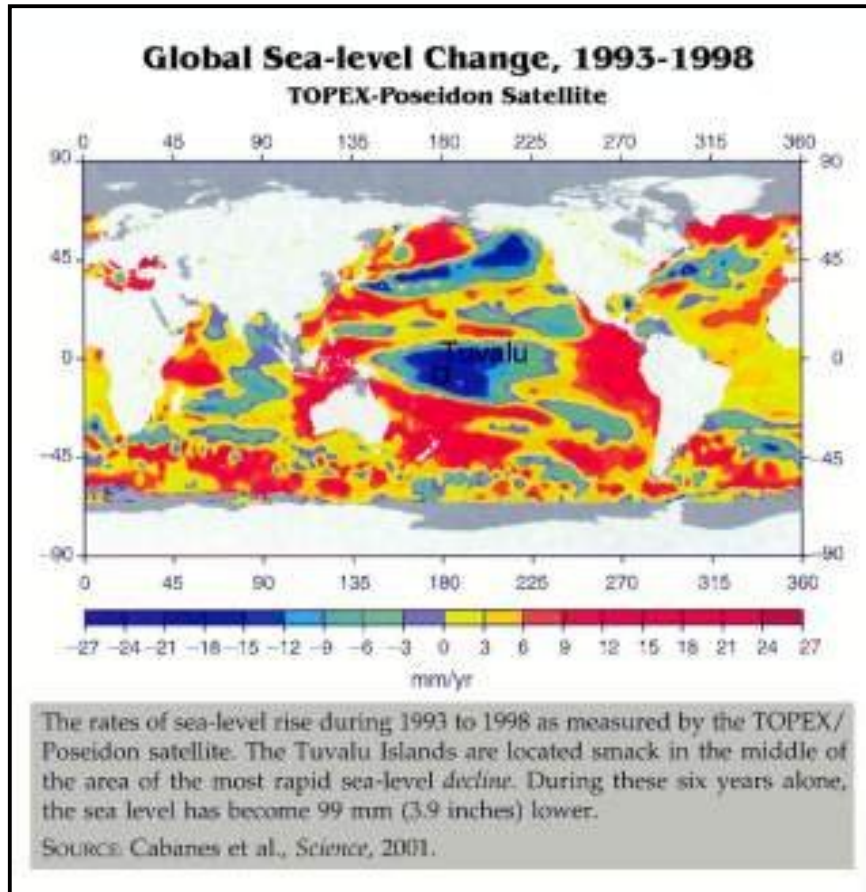 Global Sea-level Change, 1993-1998
TOPEX-Poseidon Satellite
0 45 90 135 180 225 270 315 360
90 90
45 45
Tuvalu
0 0
-45 -45
-90 -90
0 45 90 135 180 225 270 315 360
-27 -24 -21 -18 -15 -12 -9 -6 -3 0 3 6 9 12 15 18 21 24 27
mm/yr
The rates of sea-level rise during 1993 to 1998 as measured by the TOPEX/
Poseidon satellite. The Tuvalu Islands are located smack in the middle of
the area of the most rapid sea-level decline. During these six years alone,
the sea level has become 99 mm (3.9 inches) lower.
SOURCE: Cabanes et al., Science, 2001.